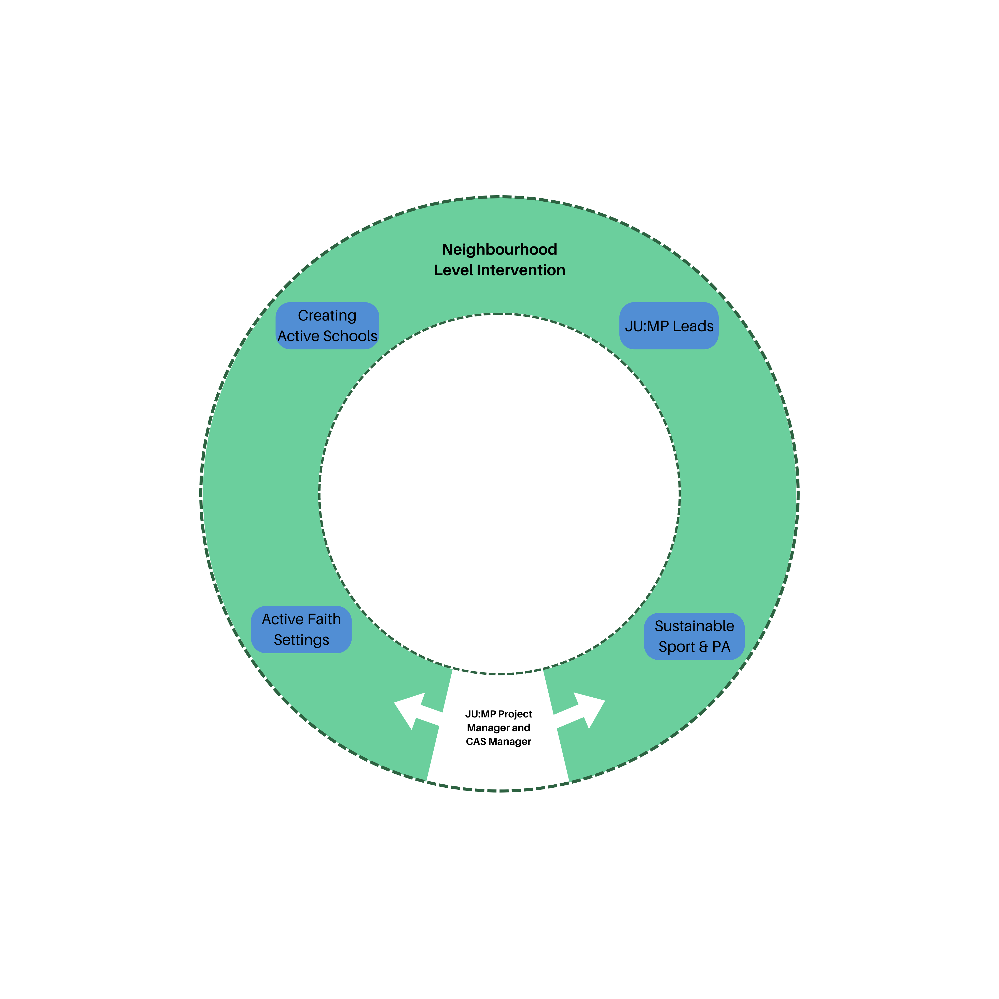 Neighbourhood
Level Intervention
Creating
Active Schools
JU:MP Leads
Active Faith
Settings
Sustainable
Sport & PA
JU:MP Project
Manager and
CAS Manager